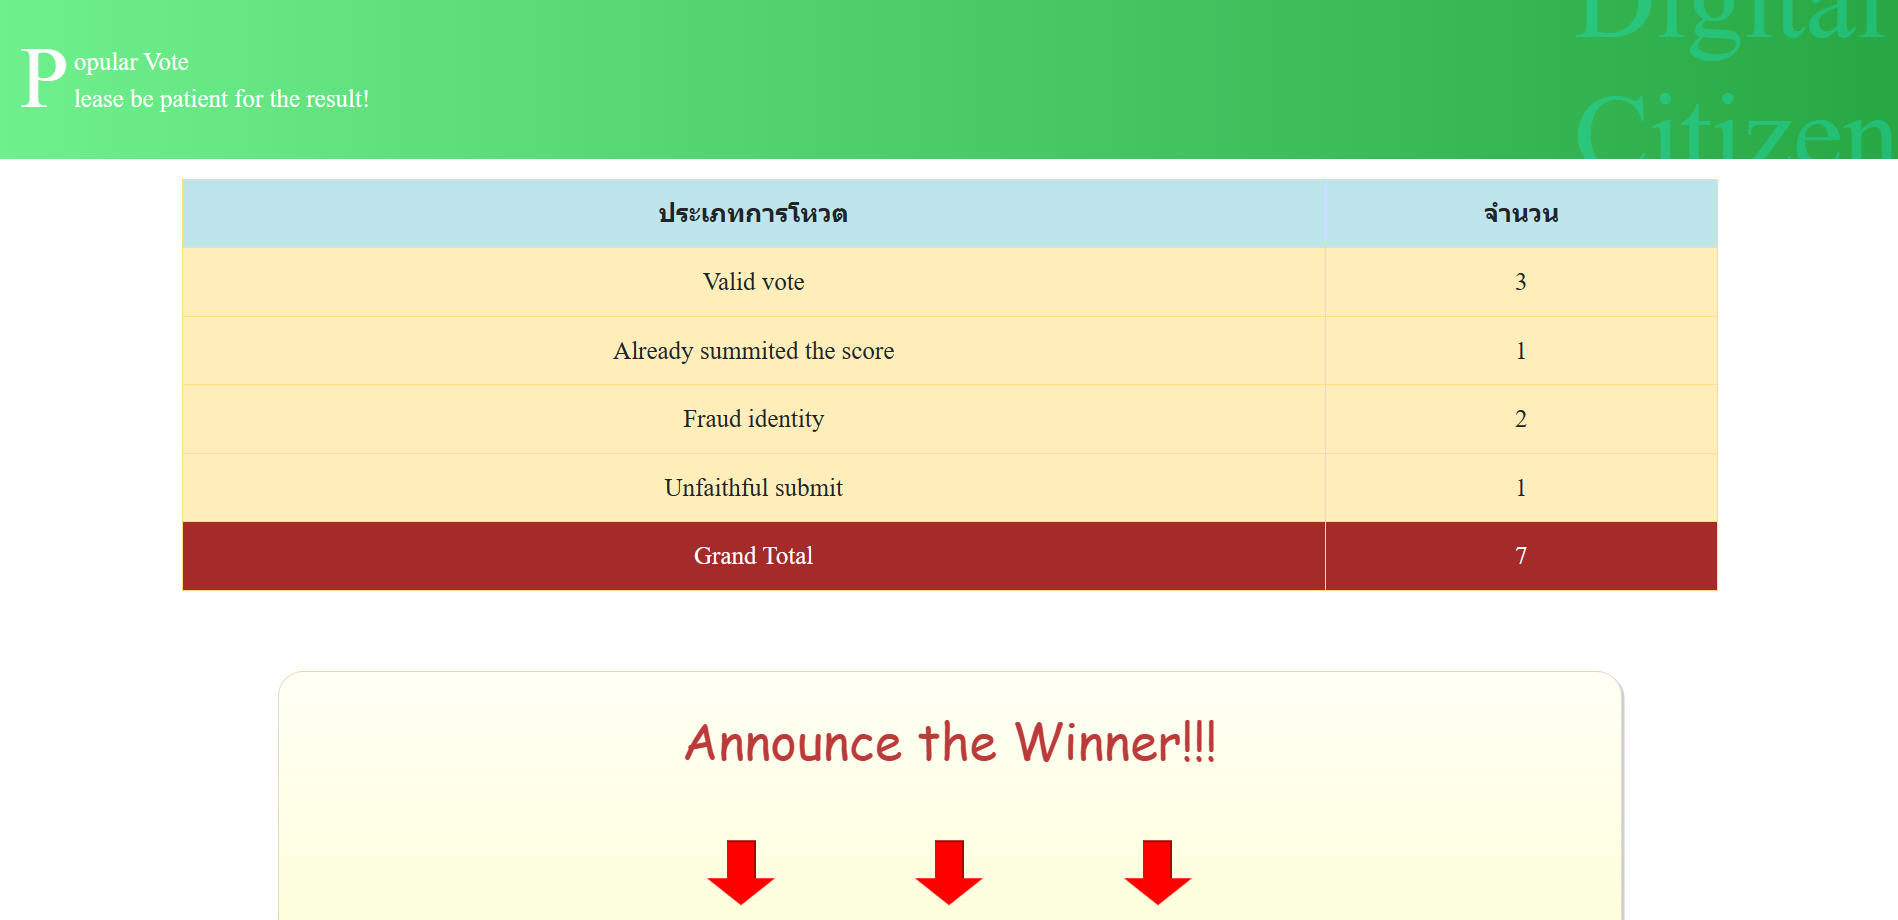 Popular Vote
Please be patient for the result!
Digital
Citizen
ประเภทการโหวต จำนวน
Valid vote 3
Already summited the score 1
Fraud identity 2
Unfaithful submit 1
Grand Total 7
Announce the Winner!!!